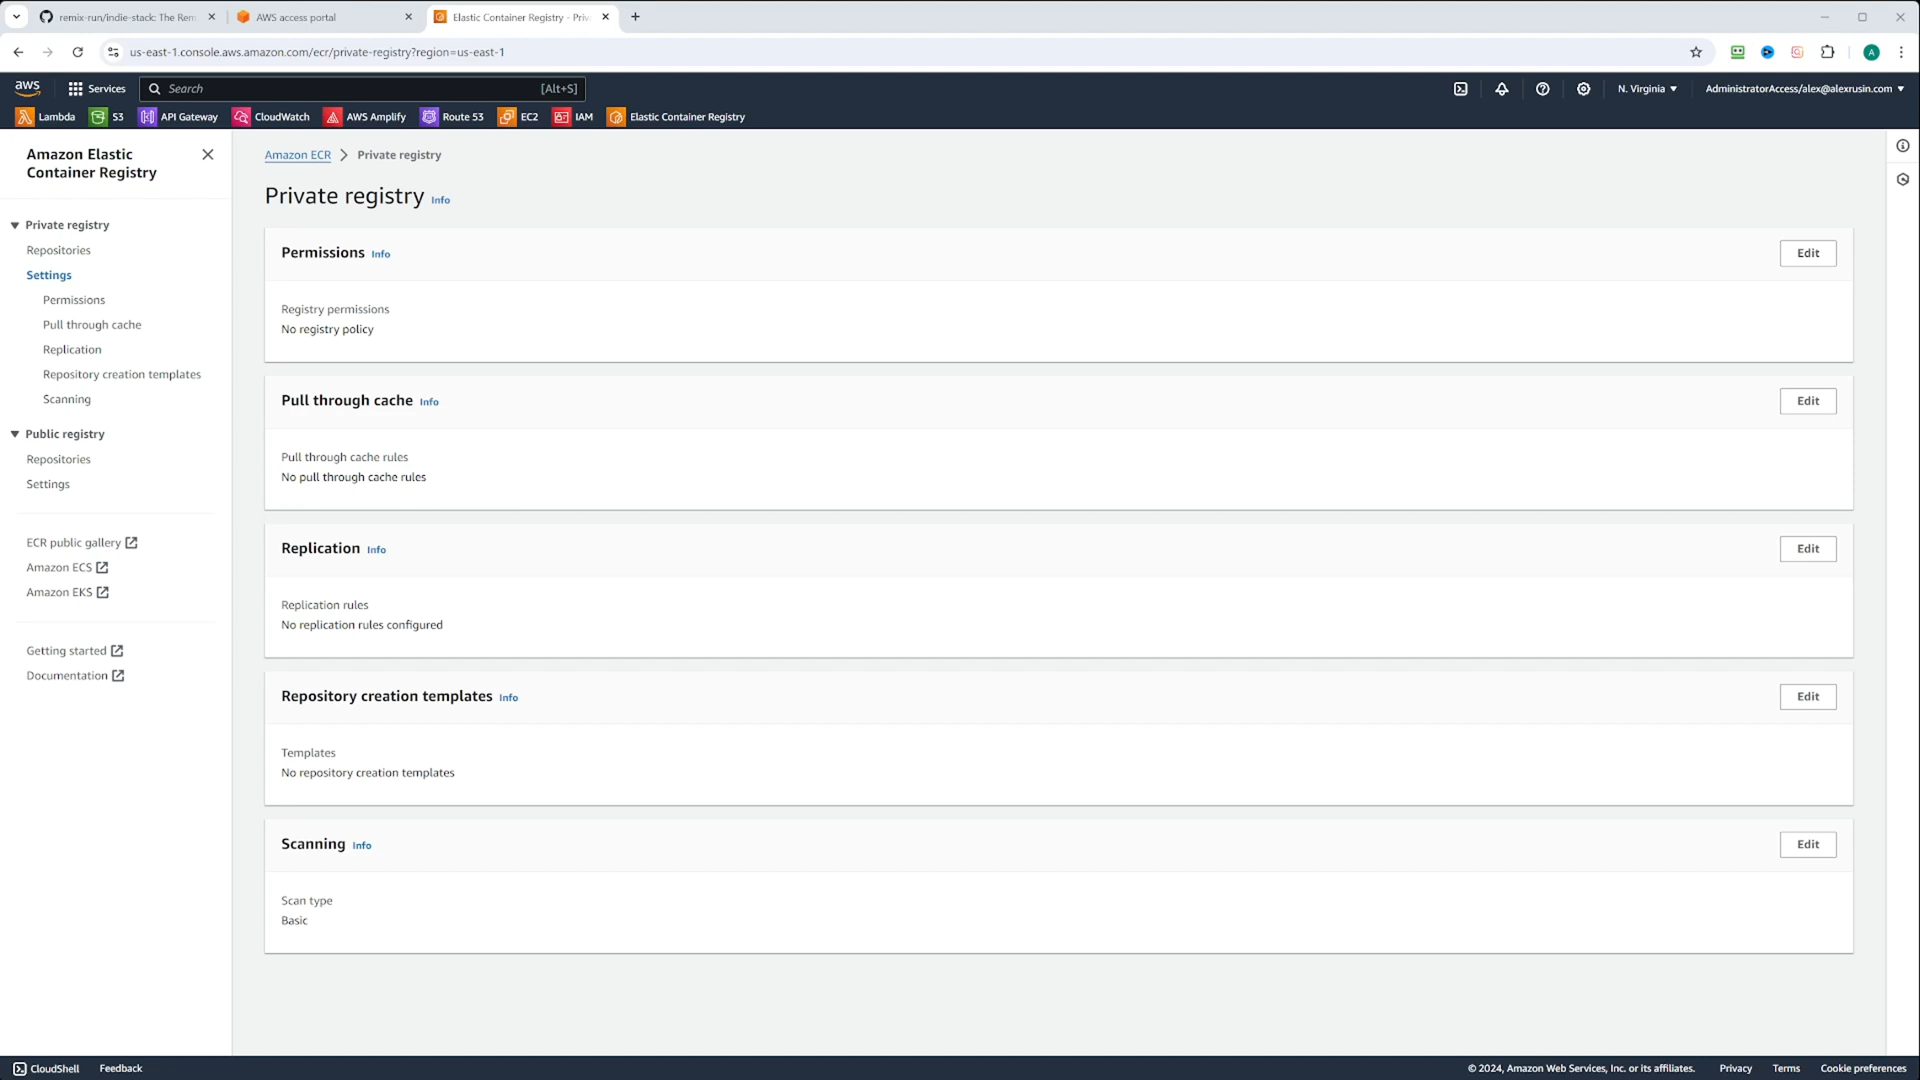 remix-run/indie-stack: The Rem
AWS access portal
Elastic Container Registry - Priv
us-east-1.console.aws.amazon.com/ecr/private-registry?region=us-east-1
A
aws
Services
Search
[Alt+S]
N. Virginia
AdministratorAccess/alex@alexrusin.com
Lambda
S3
API Gateway
CloudWatch
AWS Amplify
Route 53
EC2
IAM
Elastic Container Registry
Amazon Elastic
Container Registry
Private registry
Repositories
Settings
Permissions
Pull through cache
Replication
Repository creation templates
Scanning
Public registry
Repositories
Settings
ECR public gallery
Amazon ECS
Amazon EKS
Getting started
Documentation
Amazon ECR
Private registry
Private registry Info
Permissions Info
Edit
Registry permissions
No registry policy
Pull through cache Info
Edit
Pull through cache rules
No pull through cache rules
Replication Info
Edit
Replication rules
No replication rules configured
Repository creation templates Info
Edit
Templates
No repository creation templates
Scanning Info
Edit
Scan type
Basic
CloudShell
Feedback
© 2024, Amazon Web Services, Inc. or its affiliates.
Privacy
Terms
Cookie preferences